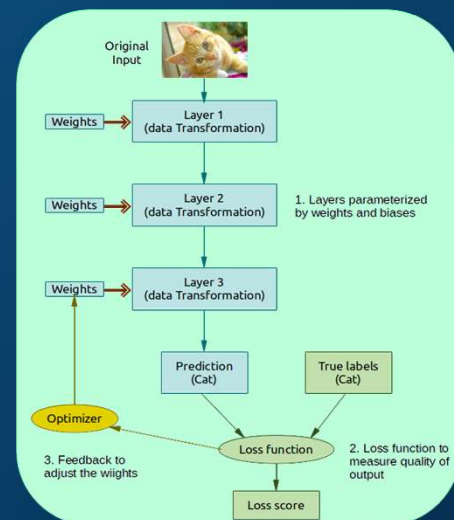 Original
Input
Weights
Layer 1
(data Transformation)
Weights
Layer 2
(data Transformation)
1. Layers parameterized
by weights and biases
Weights
Layer 3
(data Transformation)
Prediction
(Cat)
True labels
(Cat)
Optimizer
Loss function
3. Feedback to
adjust the wiights
2. Loss function to
measure quality of
output
Loss score